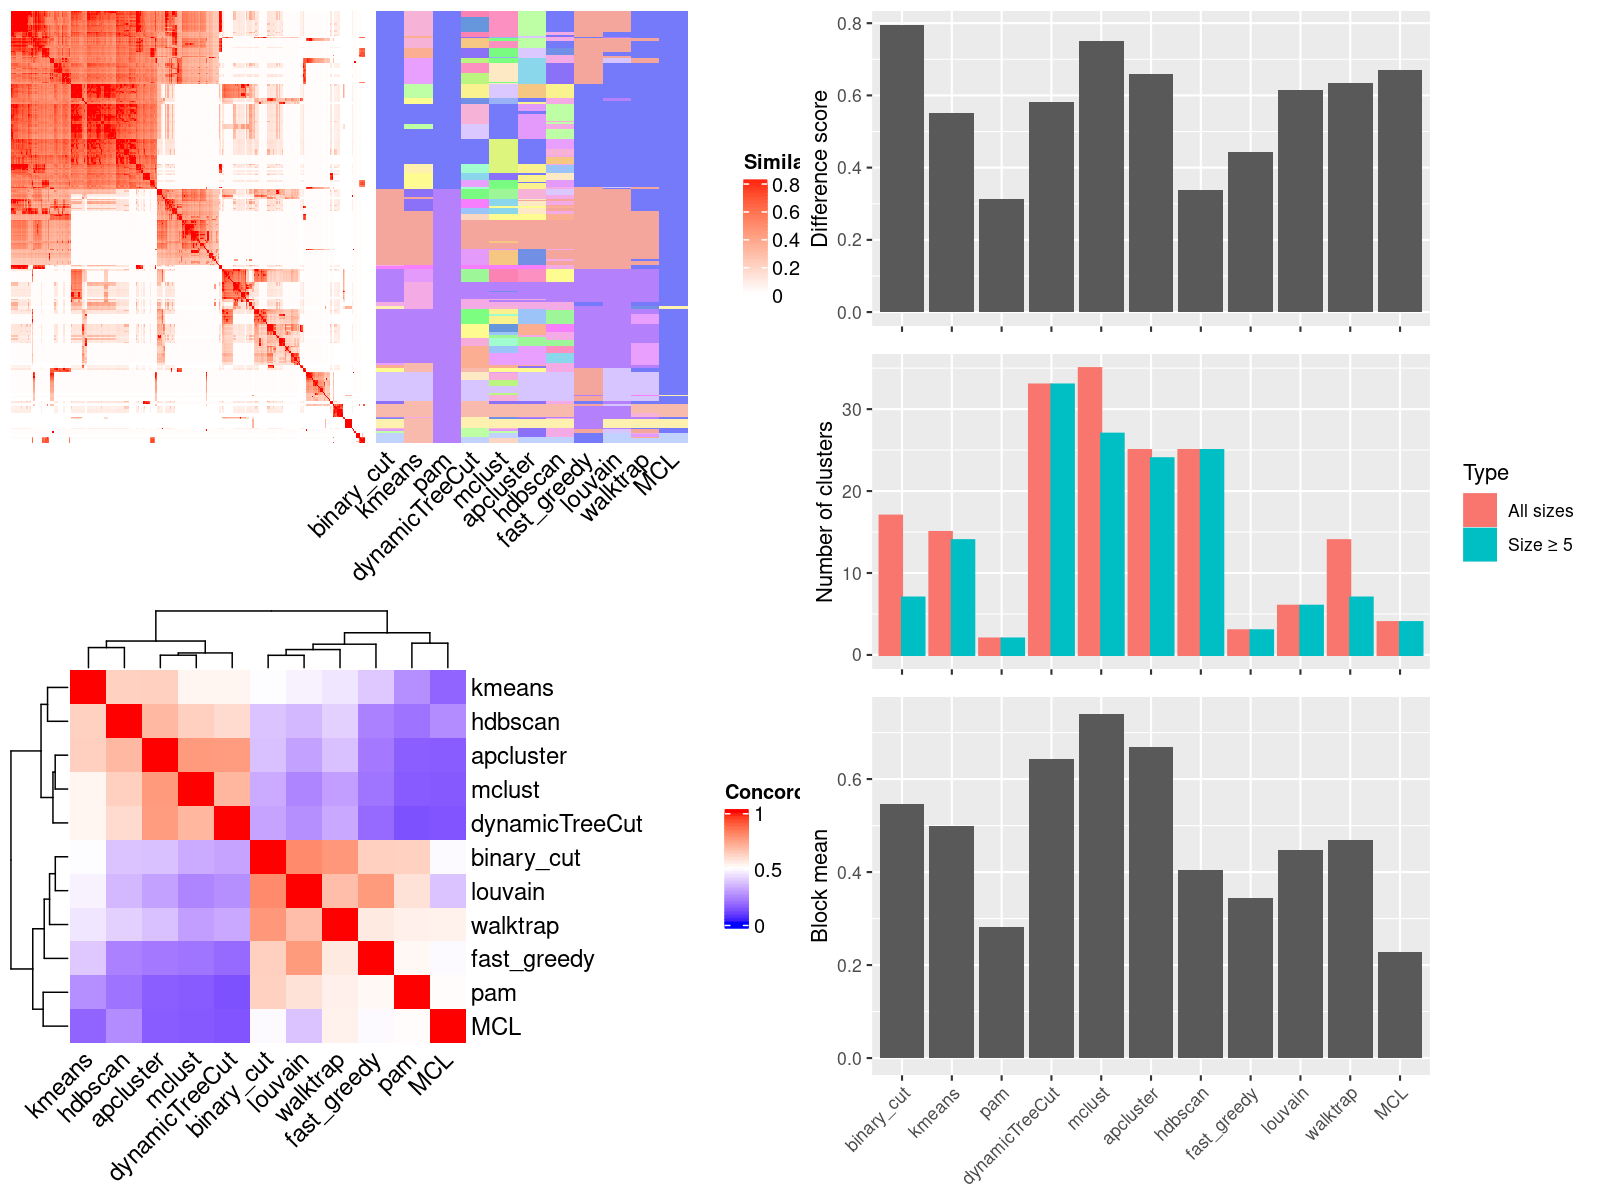 Simila
0.8
0.6
0.4
0.2
0
binary_cut
kmeans
pam
dynamicTreeCut
mclust
apcluster
hdbscan
fast_greedy
louvain
walktrap
MCL
kmeans
hdbscan
apcluster
mclust
dynamicTreeCut
binary_cut
louvain
walktrap
fast_greedy
pam
MCL
kmeans
hdbscan
apcluster
mclust
dynamicTreeCut
binary_cut
louvain
walktrap
fast_greedy
pam
MCL
Concord
1
0.5
0
Difference score
0.8
0.6
0.4
0.2
0.0
Number of clusters
30
20
10
0
Type
All sizes
Size ≥ 5
Block mean
0.6
0.4
0.2
0.0
binary_cut
kmeans
pam
dynamicTreeCut
mclust
apcluster
hdbscan
fast_greedy
louvain
walktrap
MCL